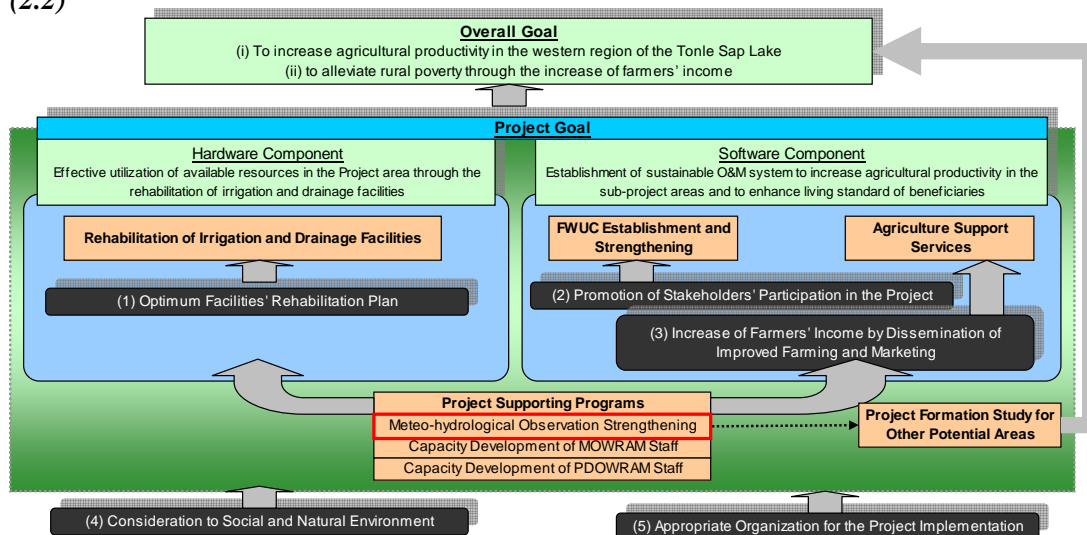 (2.2)
Overall Goal
(i) To increase agricultural productivity in the western region of the Tonle Sap Lake
(ii) to alleviate rural poverty through the increase of farmers' income
Project Goal
Hardware Component
Effective utilization of available resources in the Project area through the
rehabilitation of irrigation and drainage facilities
Software Component
Establishment of sustainable O&M system to increase agricultural productivity in the
sub-project areas and to enhance living standard of beneficiaries
Rehabilitation of Irrigation and Drainage Facilities
FWUC Establishment and
Strengthening
Agriculture Support
Services
(1) Optimum Facilities' Rehabilitation Plan
(2) Promotion of Stakeholders' Participation in the Project
(3) Increase of Farmers' Income by Dissemination of
Improved Farming and Marketing
Project Supporting Programs
Meteo-hydrological Observation Strengthening
Capacity Development of MOWRAM Staff
Capacity Development of PDOWRAM Staff
Project Formation Study for
Other Potential Areas
(4) Consideration to Social and Natural Environment
(5) Appropriate Organization for the Project Implementation